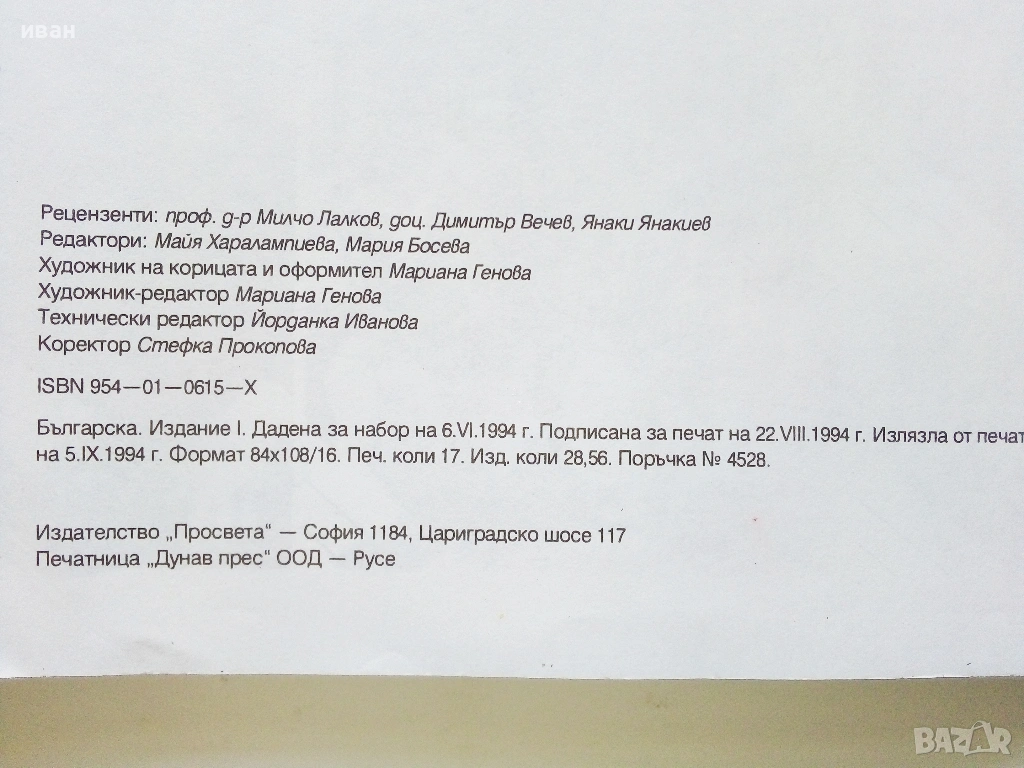 иван
Рецензенти: проф. д-р Милчо Лалков, доц. Димитър Вечев, Янаки Янакиев
Редактори: Майя Харалампиева, Мария Босева
Художник на корицата и оформител Мариана Генова
Художник-редактор Мариана Генова
Технически редактор Йорданка Иванова
Коректор Стефка Прокопова
ISBN 954—01—0615—X
Българска. Издание I. Дадена за набор на 6.VI.1994 г. Подписана за печат на 22.VIII.1994 г. Излязла от печат
на 5.IX.1994 г. Формат 84x108/16. Печ. коли 17. Изд. коли 28,56. Поръчка № 4528.
Издателство „Просвета“ — София 1184, Цариградско шосе 117
Печатница „Дунав прес“ ООД — Русе
BAZAR